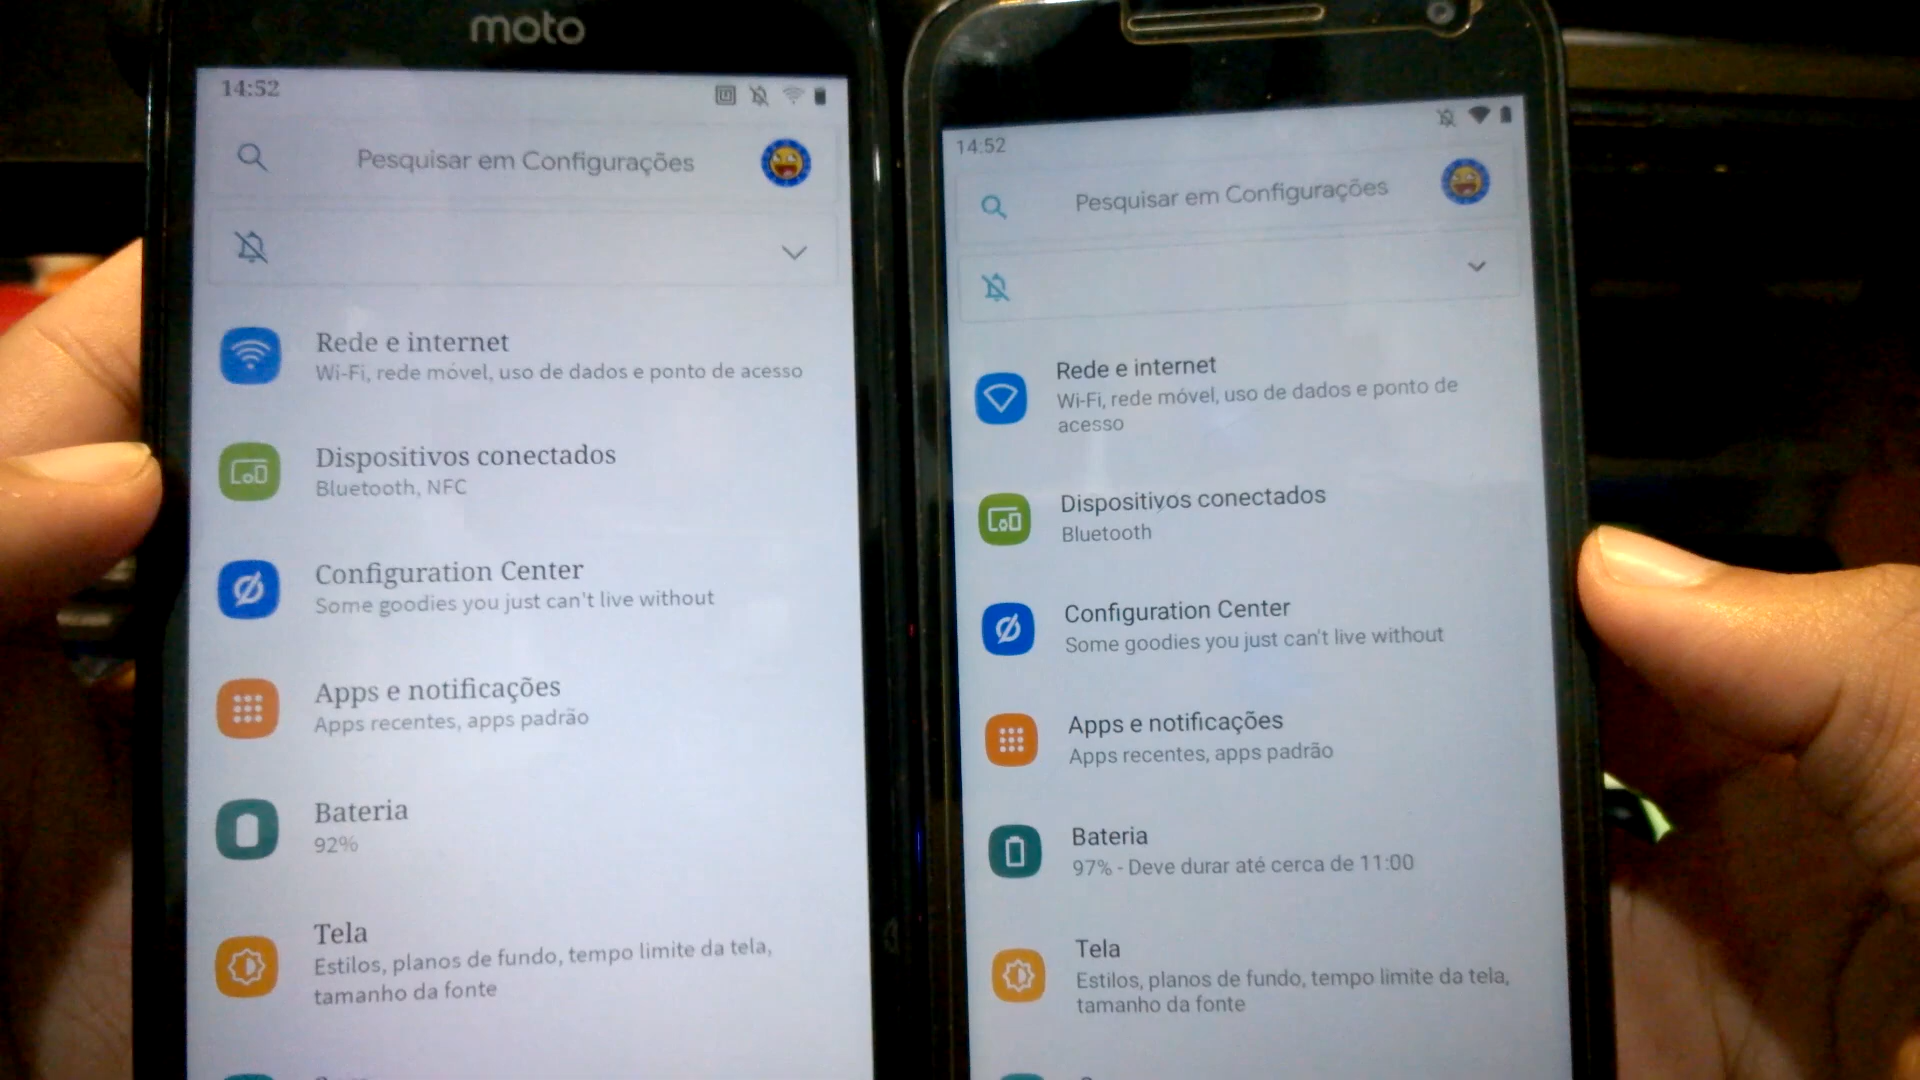 moto
14:52
Pesquisar em Configurações
Rede e internet
Wi-Fi, rede móvel, uso de dados e ponto de acesso
Dispositivos conectados
Bluetooth, NFC
Configuration Center
Some goodies you just can't live without
Apps e notificações
Apps recentes, apps padrão
Bateria
92%
Tela
Estilos, planos de fundo, tempo limite da tela,
tamanho da fonte
14:52
Pesquisar em Configurações
Rede e internet
Wi-Fi, rede móvel, uso de dados e ponto de
acesso
Dispositivos conectados
Bluetooth
Configuration Center
Some goodies you just can't live without
Apps e notificações
Apps recentes, apps padrão
Bateria
97% - Deve durar até cerca de 11:00
Tela
Estilos, planos de fundo, tempo limite da tela,
tamanho da fonte